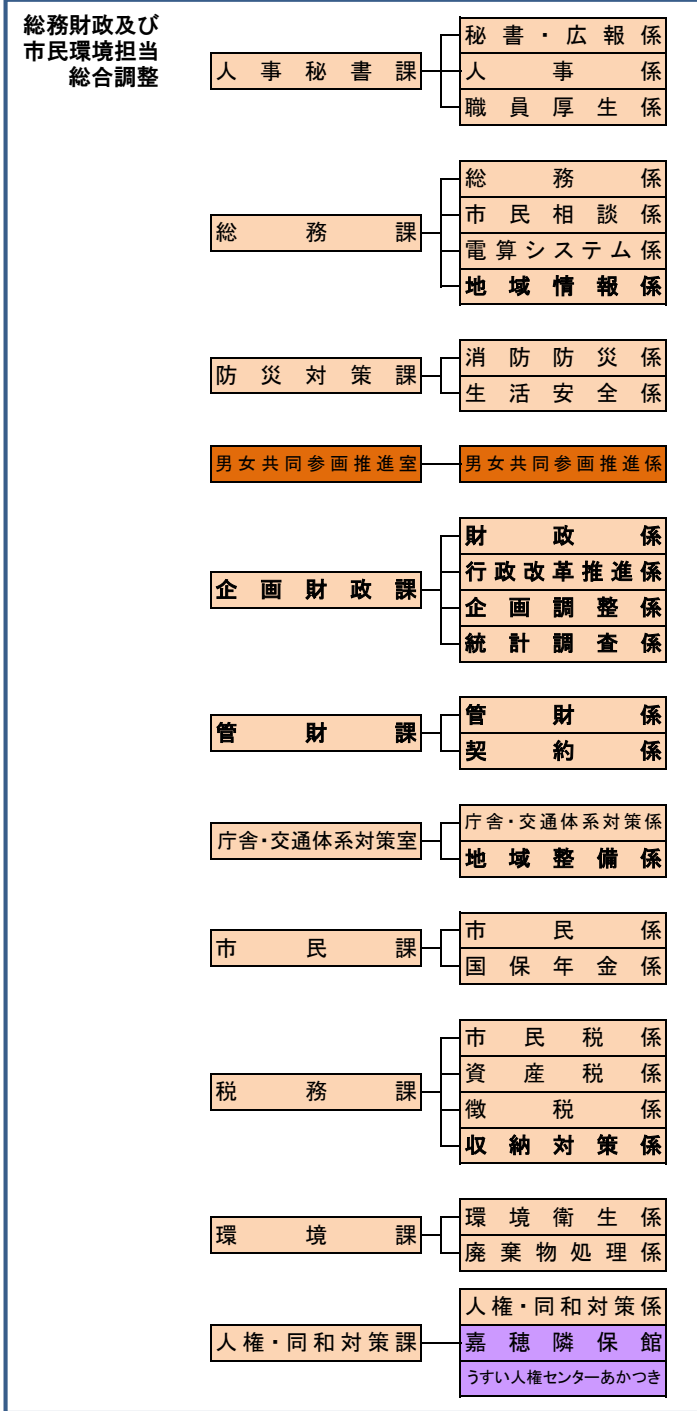 総務財政及び
市民環境担当
総合調整
人事秘書課
秘書・広報係
人事係
職員厚生係
総務課
総務係
市民相談係
電算システム係
地域情報係
防災対策課
消防防災係
生活安全係
男女共同参画推進室
男女共同参画推進係
企画財政課
財政係
行政改革推進係
企画調整係
統計調査係
管財課
管財係
契約係
庁舎・交通体系対策室
庁舎・交通体系対策係
地域整備係
市民課
市民係
国保年金係
税務課
市民税係
資産税係
徴税係
収納対策係
環境課
環境衛生係
廃棄物処理係
人権・同和対策課
人権・同和対策係
嘉穂隣保館
うすい人権センターあかつき